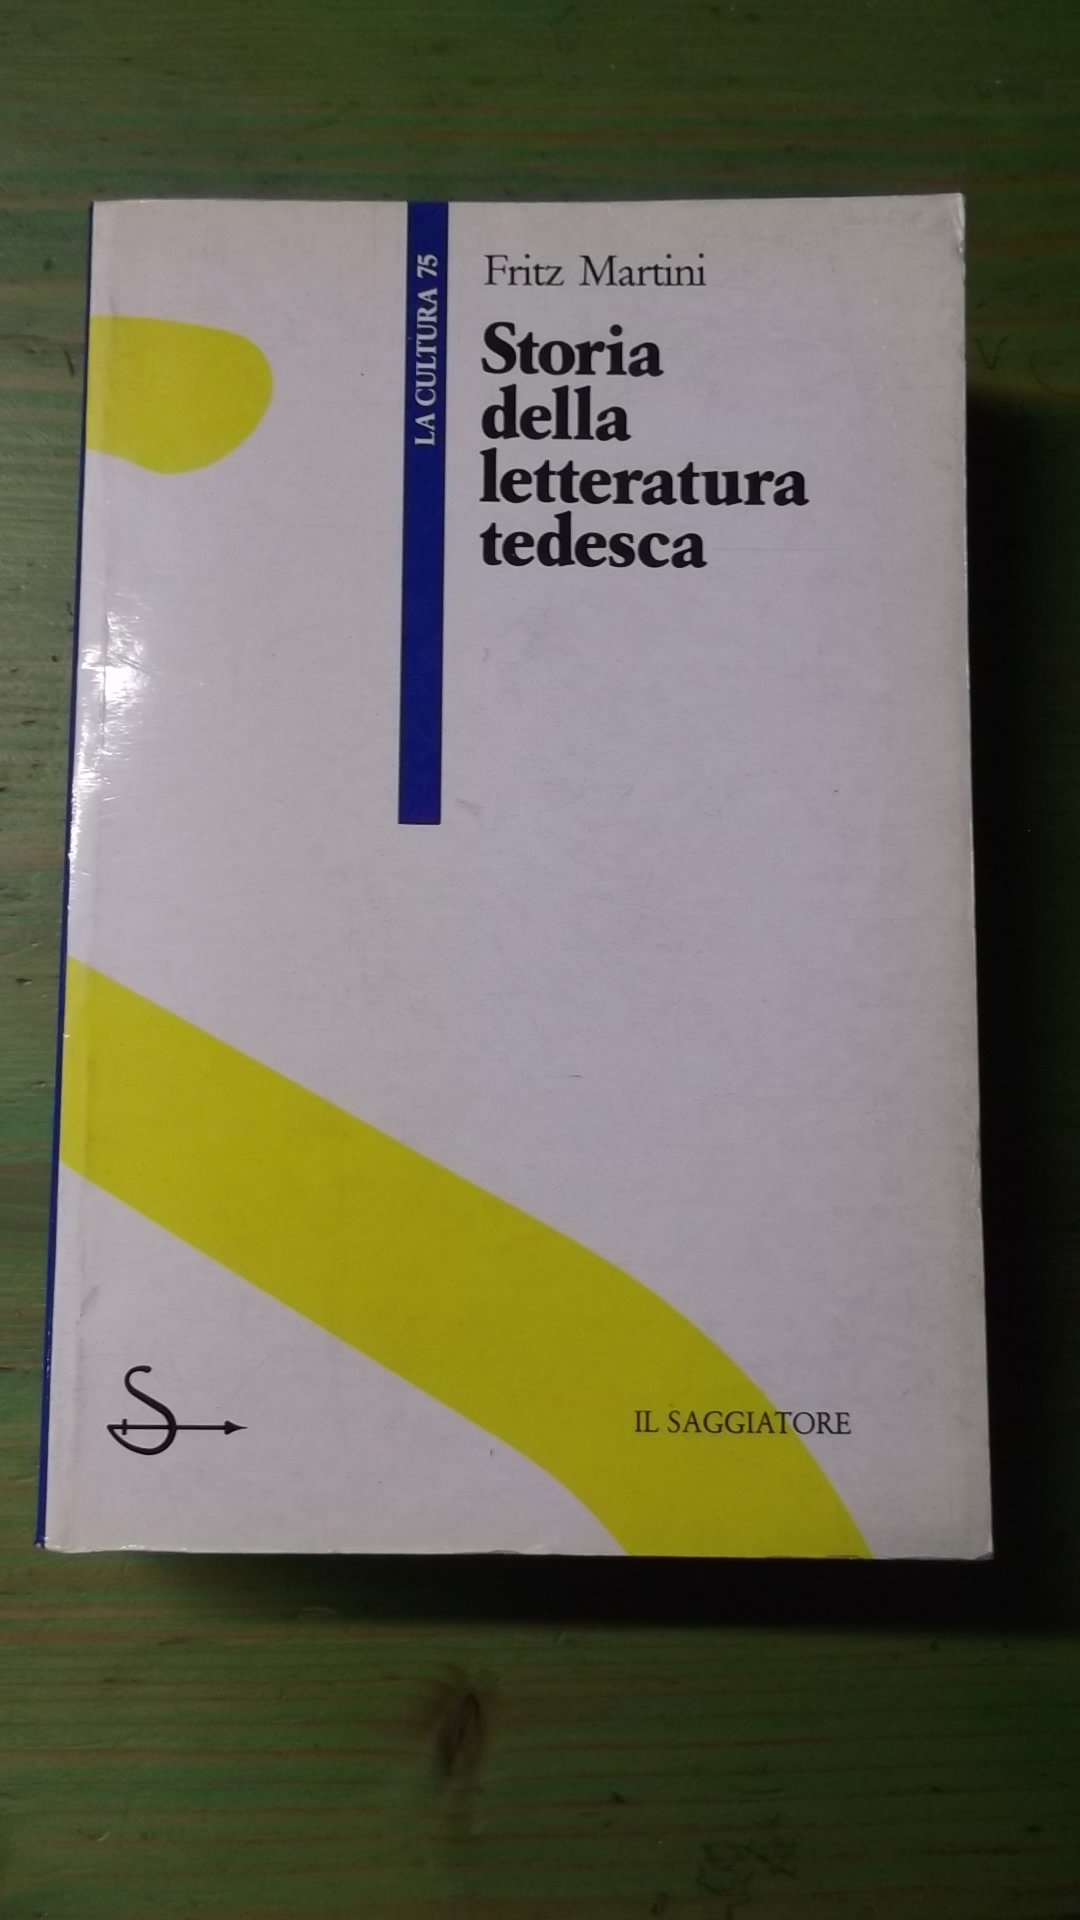 LA CULTURA 75
Fritz Martini
Storia
della
letteratura
tedesca
IL SAGGIATORE